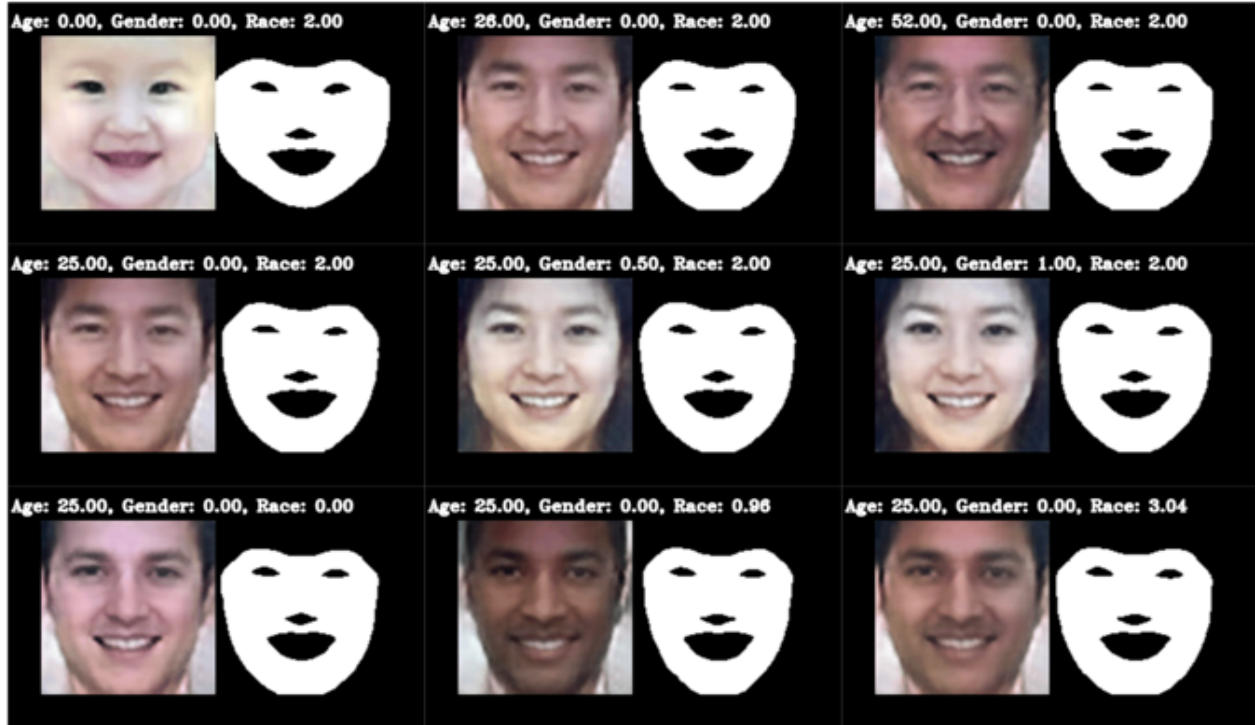 Age: 0.00, Gender: 0.00, Race: 2.00
Age: 26.00, Gender: 0.00, Race: 2.00
Age: 52.00, Gender: 0.00, Race: 2.00
Age: 25.00, Gender: 0.00, Race: 2.00
Age: 25.00, Gender: 0.50, Race: 2.00
Age: 25.00, Gender: 1.00, Race: 2.00
Age: 25.00, Gender: 0.00, Race: 0.00
Age: 25.00, Gender: 0.00, Race: 0.96
Age: 25.00, Gender: 0.00, Race: 3.04